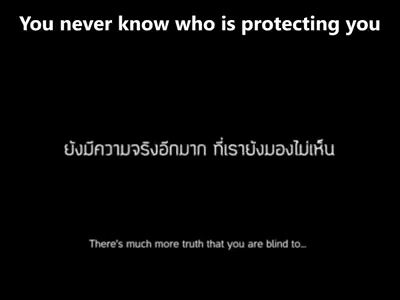 You never know who is protecting you
ยังมีความจริงอีกมาก ที่เรายังมองไม่เห็น
There's much more truth that you are blind to...